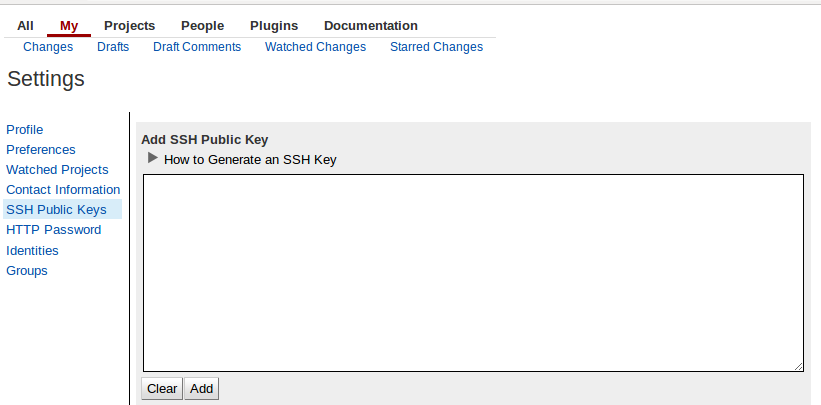 All My Projects People Plugins Documentation
Changes Drafts Draft Comments Watched Changes Starred Changes
Settings
Profile
Preferences
Watched Projects
Contact Information
SSH Public Keys
HTTP Password
Identities
Groups
Add SSH Public Key
How to Generate an SSH Key
Clear Add